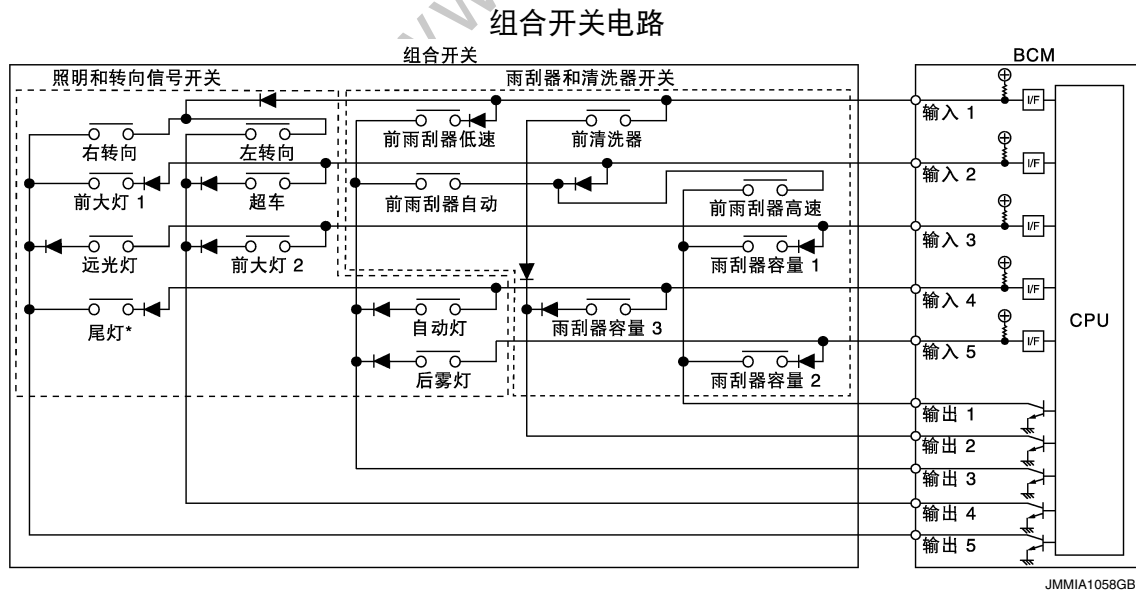 组合开关电路
组合开关
BCM
照明和转向信号开关
雨刮器和清洗器开关
输入 1
I/F
右转向
左转向
前雨刮器低速
前清洗器
输入 2
I/F
前大灯 1
超车
前雨刮器自动
前雨刮器高速
输入 3
I/F
远光灯
前大灯 2
雨刮器容量 1
输入 4
I/F
尾灯*
自动灯
雨刮器容量 3
CPU
输入 5
I/F
后雾灯
雨刮器容量 2
输出 1
输出 2
输出 3
输出 4
输出 5
JMMIA1058GB